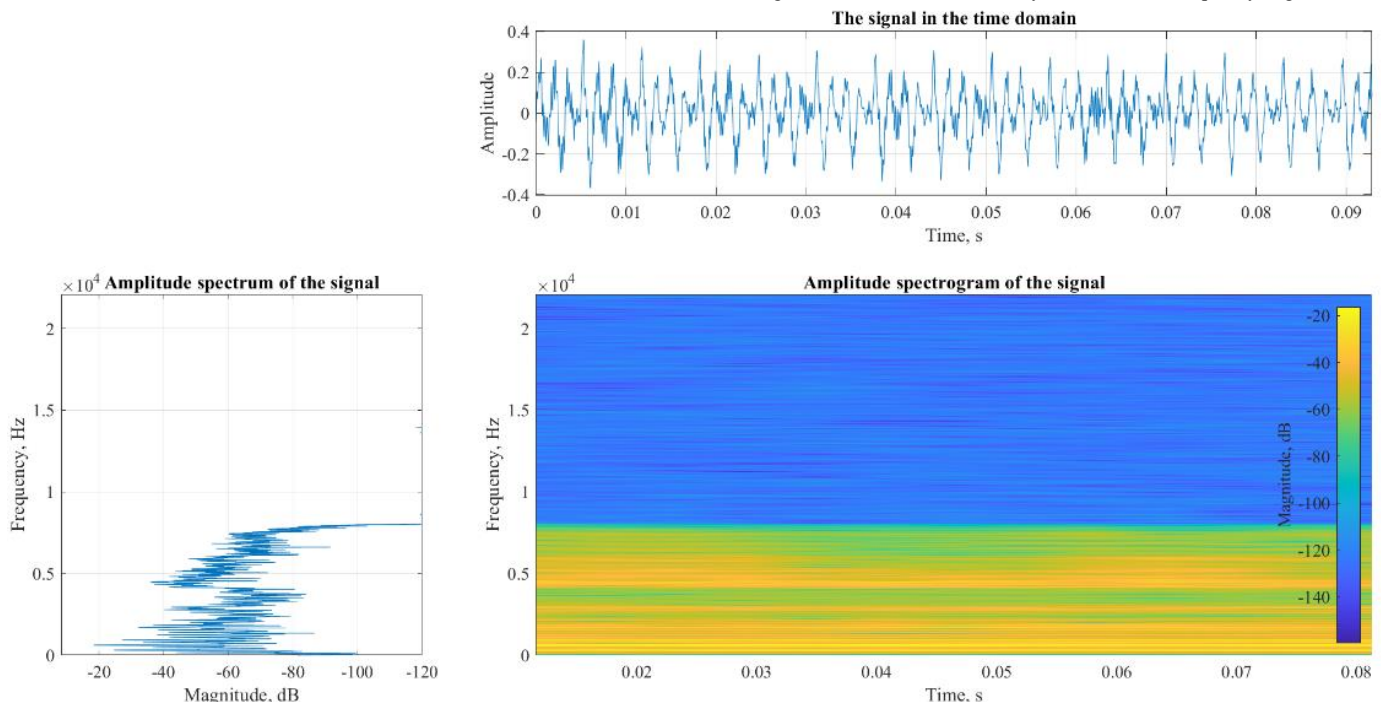 The signal in the time domain
0.4
0.2
0
-0.2
-0.4
Amplitude
0 0.01 0.02 0.03 0.04 0.05 0.06 0.07 0.08 0.09
Time, s
×10⁴ Amplitude spectrum of the signal
2
1.5
1
0.5
0
Frequency, Hz
-20 -40 -60 -80 -100 -120
Magnitude, dB
×10⁴ Amplitude spectrogram of the signal
2
1.5
1
0.5
0
Frequency, Hz
0.02 0.03 0.04 0.05 0.06 0.07 0.08
Time, s
-20
-40
-60
-80
-100
-120
-140
Magnitude, dB